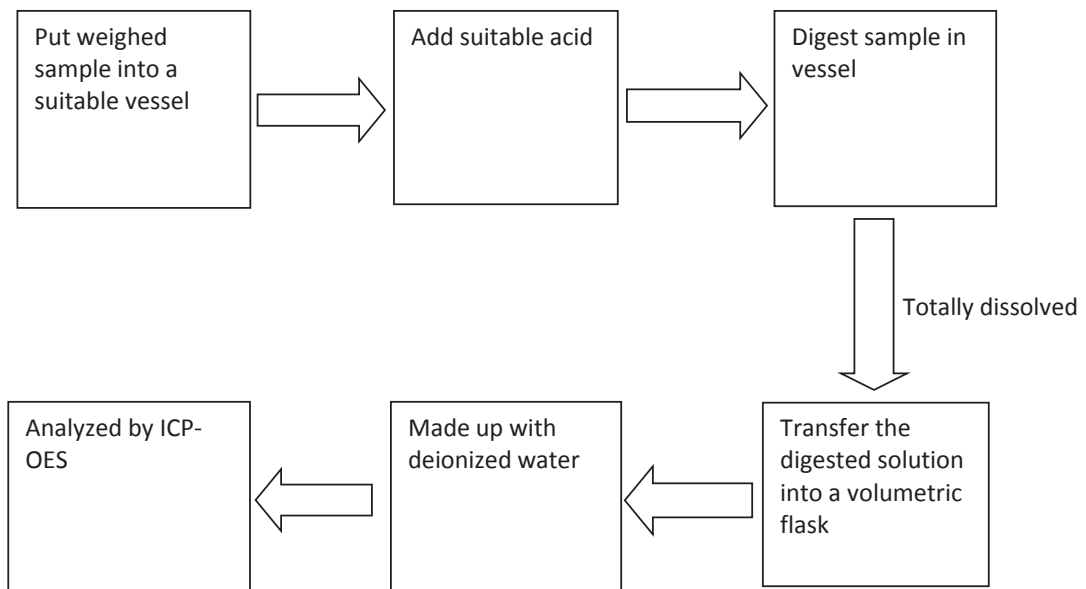 Put weighed
sample into a
suitable vessel
Add suitable acid
Digest sample in
vessel
Totally dissolved
Transfer the
digested solution
into a volumetric
flask
Made up with
deionized water
Analyzed by ICP-
OES